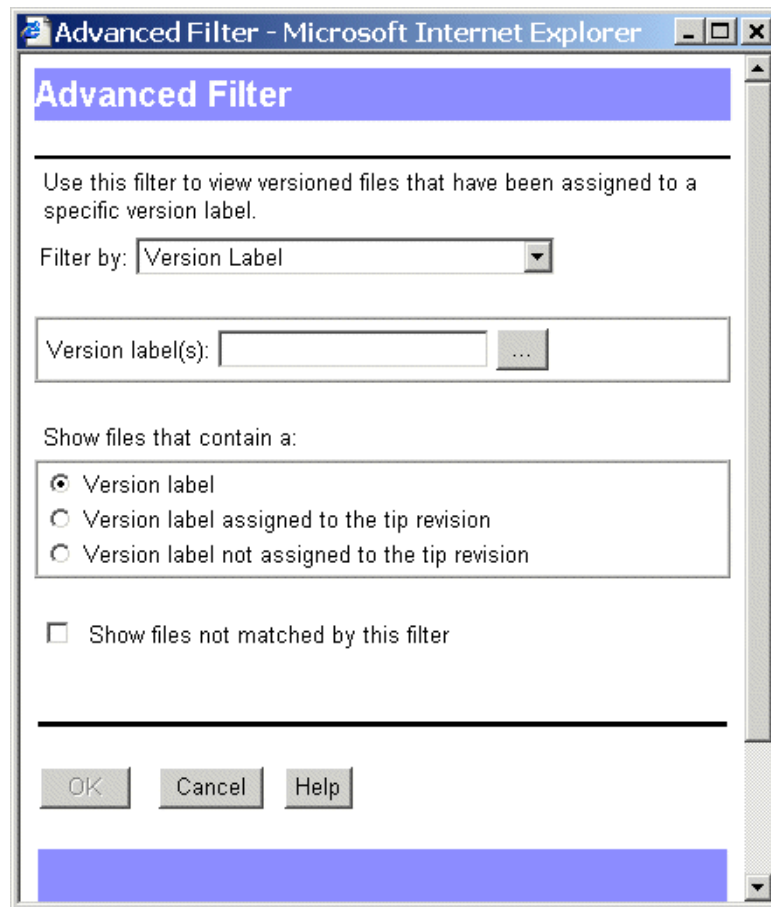 Advanced Filter - Microsoft Internet Explorer
Advanced Filter
Use this filter to view versioned files that have been assigned to a
specific version label.
Filter by: Version Label
Version label(s): ...
Show files that contain a:
Version label
Version label assigned to the tip revision
Version label not assigned to the tip revision
Show files not matched by this filter
OK Cancel Help